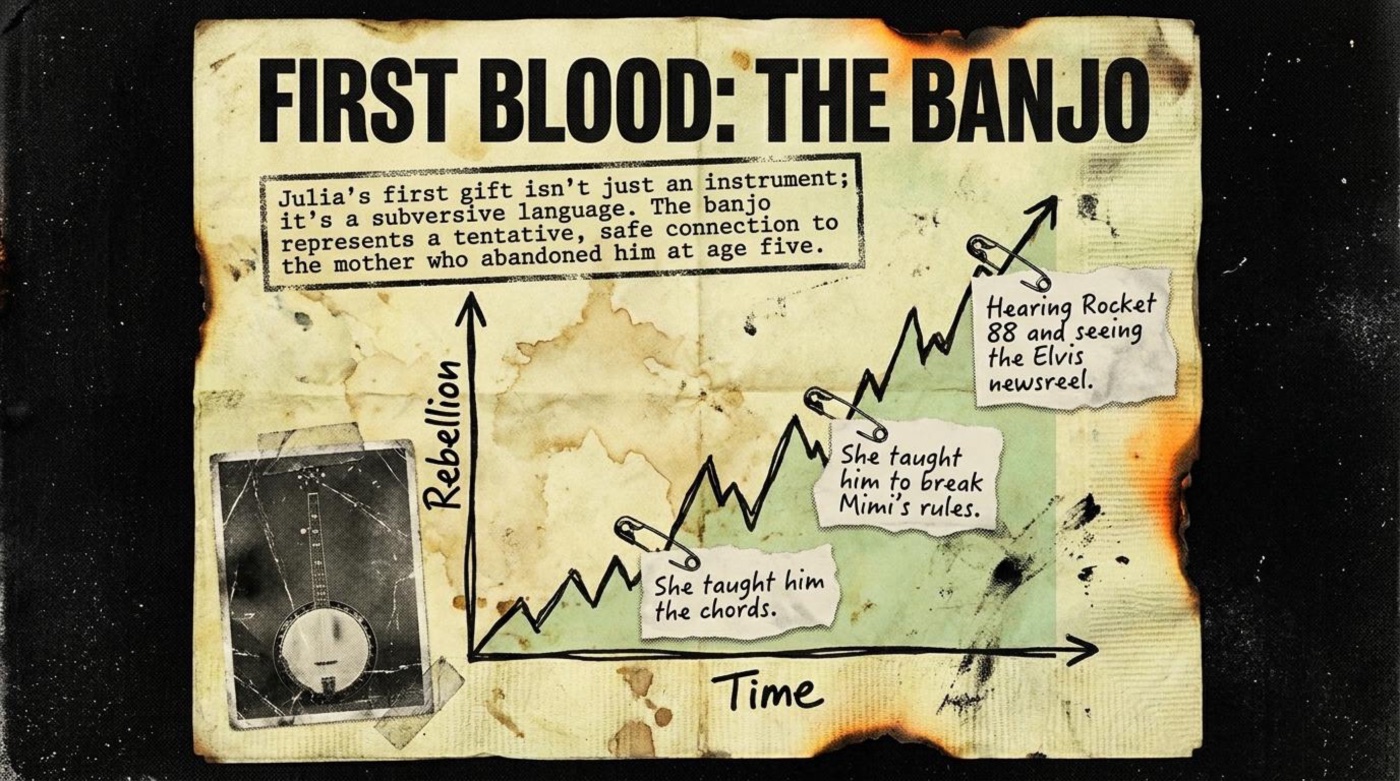 FIRST BLOOD: THE BANJO
Julia's first gift isn't just an instrument;
it's a subversive language. The banjo
represents a tentative, safe connection to
the mother who abandoned him at age five.
Rebellion
Hearing Rocket
88 and seeing
the Elvis
newsreel.
She taught
him to break
Mimi's rules.
She taught him
the chords.
Time